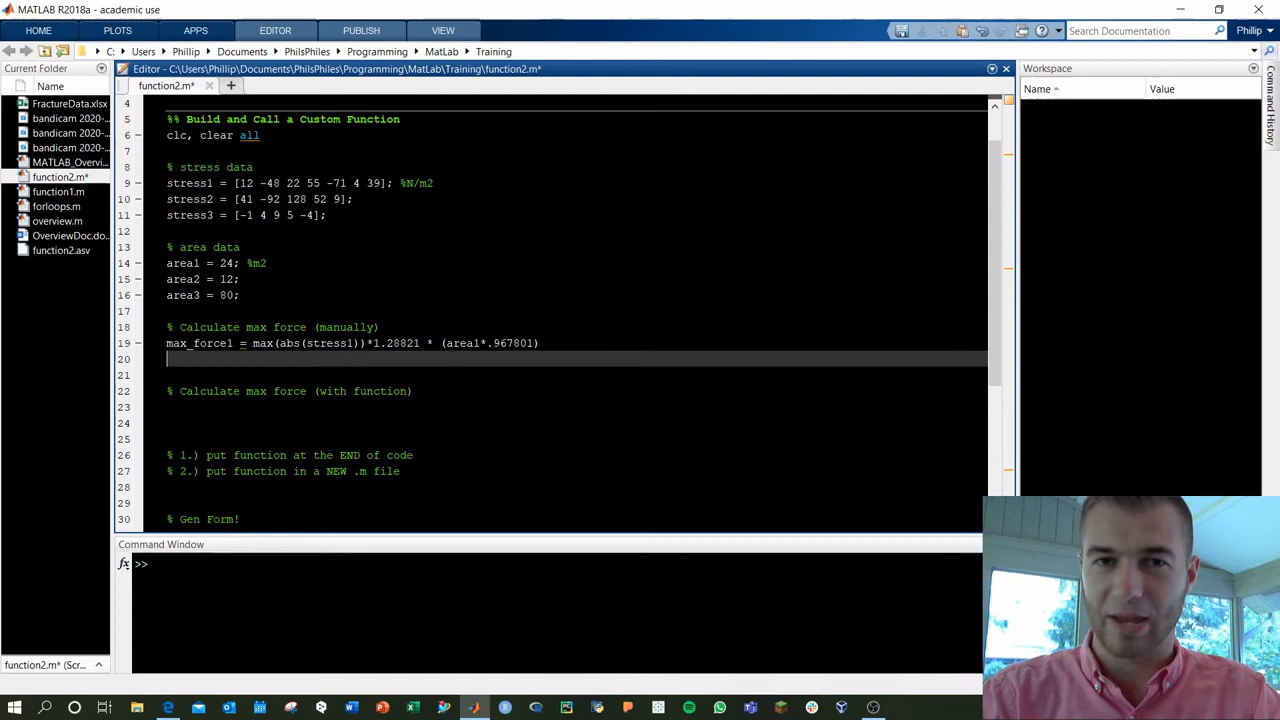 MATLAB R2018a - academic use
HOME PLOTS APPS EDITOR PUBLISH VIEW Search Documentation Phillip
C: Users Phillip Documents PhilsPhiles Programming MatLab Training
Current Folder
Name
FractureData.xlsx
bandicam 2020-...
bandicam 2020-...
bandicam 2020-...
MATLAB_Overvi...
function2.m*
function1.m
forloops.m
overview.m
OverviewDoc.do...
function2.asv
function2.m* (Scr...
Editor - C:\Users\Phillip\Documents\PhilsPhiles\Programming\MatLab\Training\function2.m*
function2.m*
4
5 %% Build and Call a Custom Function
6 clc, clear all
7
8 % stress data
9 stress1 = [12 -48 22 55 -71 4 39]; %N/m2
10 stress2 = [41 -92 128 52 9];
11 stress3 = [-1 4 9 5 -4];
12
13 % area data
14 area1 = 24; %m2
15 area2 = 12;
16 area3 = 80;
17
18 % Calculate max force (manually)
19 max_force1 = max(abs(stress1))*1.28821 * (area1*.967801)
20
21
22 % Calculate max force (with function)
23
24
25
26 % 1.) put function at the END of code
27 % 2.) put function in a NEW .m file
28
29
30 % Gen Form!
Command Window
fx >>
Workspace
Name Value
Command History